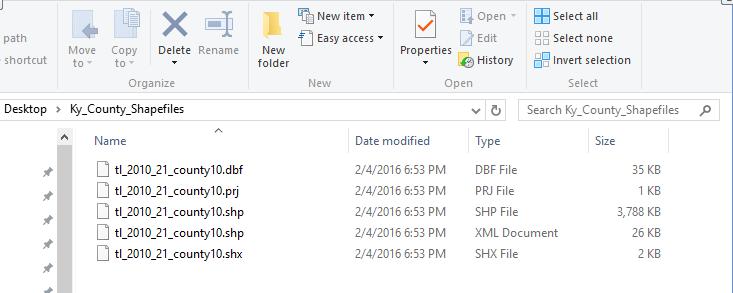 path
shortcut
Move to
Copy to
Delete
Rename
Organize
New folder
New item
Easy access
New
Properties
Open
Edit
History
Open
Select all
Select none
Invert selection
Select
Desktop > Ky_County_Shapefiles
Search Ky_County_Shapefiles
Name Date modified Type Size
tl_2010_21_county10.dbf 2/4/2016 6:53 PM DBF File 35 KB
tl_2010_21_county10.prj 2/4/2016 6:53 PM PRJ File 1 KB
tl_2010_21_county10.shp 2/4/2016 6:53 PM SHP File 3,788 KB
tl_2010_21_county10.shp 2/4/2016 6:53 PM XML Document 26 KB
tl_2010_21_county10.shx 2/4/2016 6:53 PM SHX File 2 KB